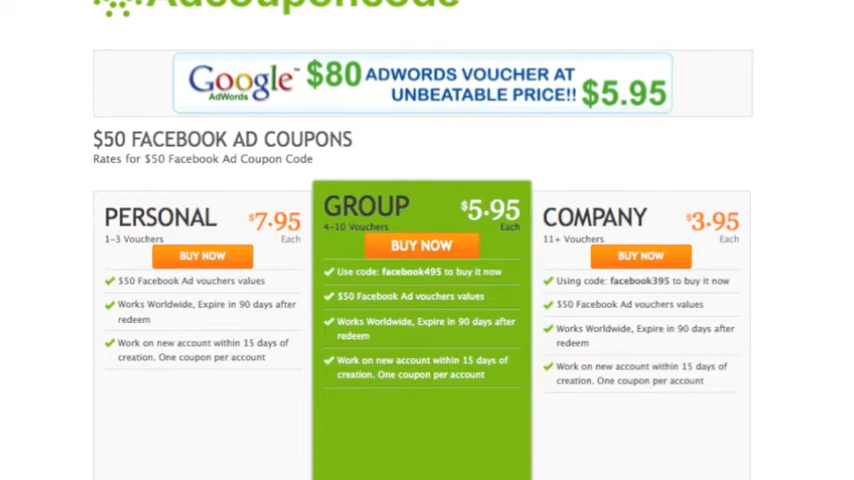 Adcouponcode
Google™ AdWords $80 ADWORDS VOUCHER AT
UNBEATABLE PRICE!! $5.95
$50 FACEBOOK AD COUPONS
Rates for $50 Facebook Ad Coupon Code
PERSONAL $7.95
1-3 Vouchers Each
BUY NOW
$50 Facebook Ad vouchers values
Works Worldwide, Expire in 90 days after
redeem
Work on new account within 15 days of
creation. One coupon per account
GROUP $5.95
4-10 Vouchers Each
BUY NOW
Use code: facebook495 to buy it now
$50 Facebook Ad vouchers values
Works Worldwide, Expire in 90 days after
redeem
Work on new account within 15 days of
creation. One coupon per account
COMPANY $3.95
11+ Vouchers Each
BUY NOW
Using code: facebook395 to buy it now
$50 Facebook Ad vouchers values
Works Worldwide, Expire in 90 days after
redeem
Work on new account within 15 days of
creation. One coupon per account